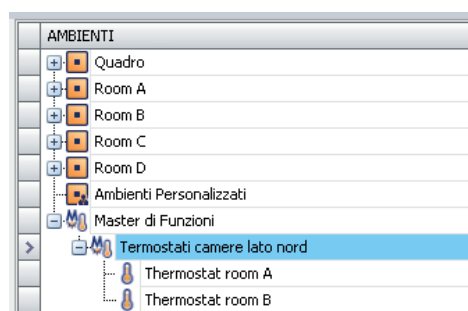 AMBIENTI
Quadro
Room A
Room B
Room C
Room D
Ambienti Personalizzati
Master di Funzioni
Termostati camere lato nord
Thermostat room A
Thermostat room B